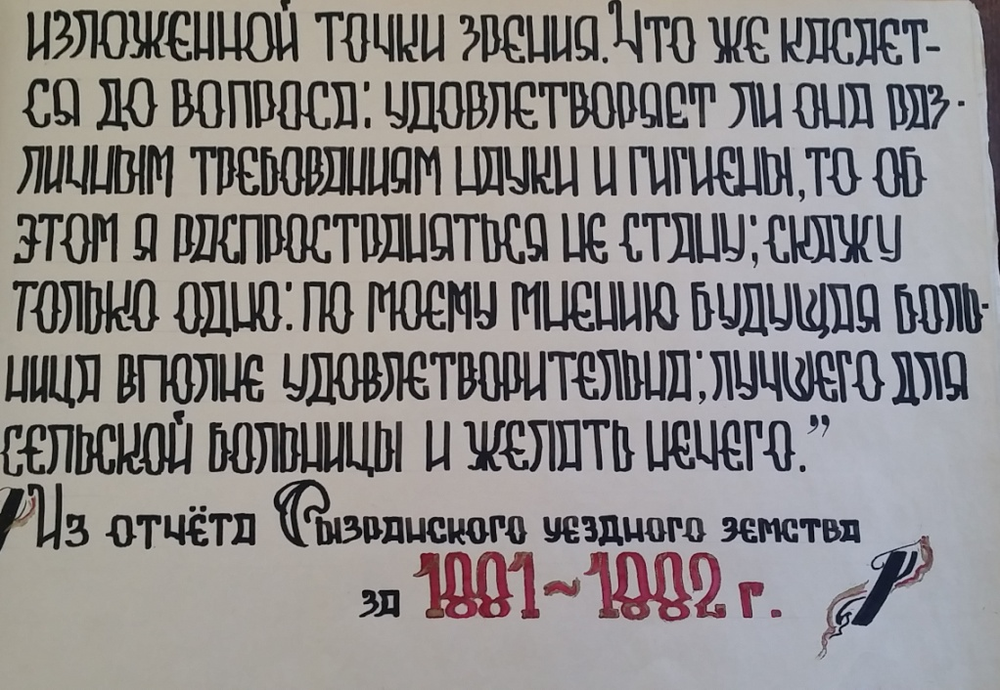 изложенной точки зрения. Что же касает-
ся до вопроса: удовлетворяет ли она раз-
личным требованиям науки и гигиены, то об
этом я распространяться не стану; скажу
только одно: по моему мнению будущая боль-
ница вполне удовлетворительна; лучшего для
сельской больницы и желать нечего.”
Из отчёта Сызранского уездного земства
за 1881~1882 г.